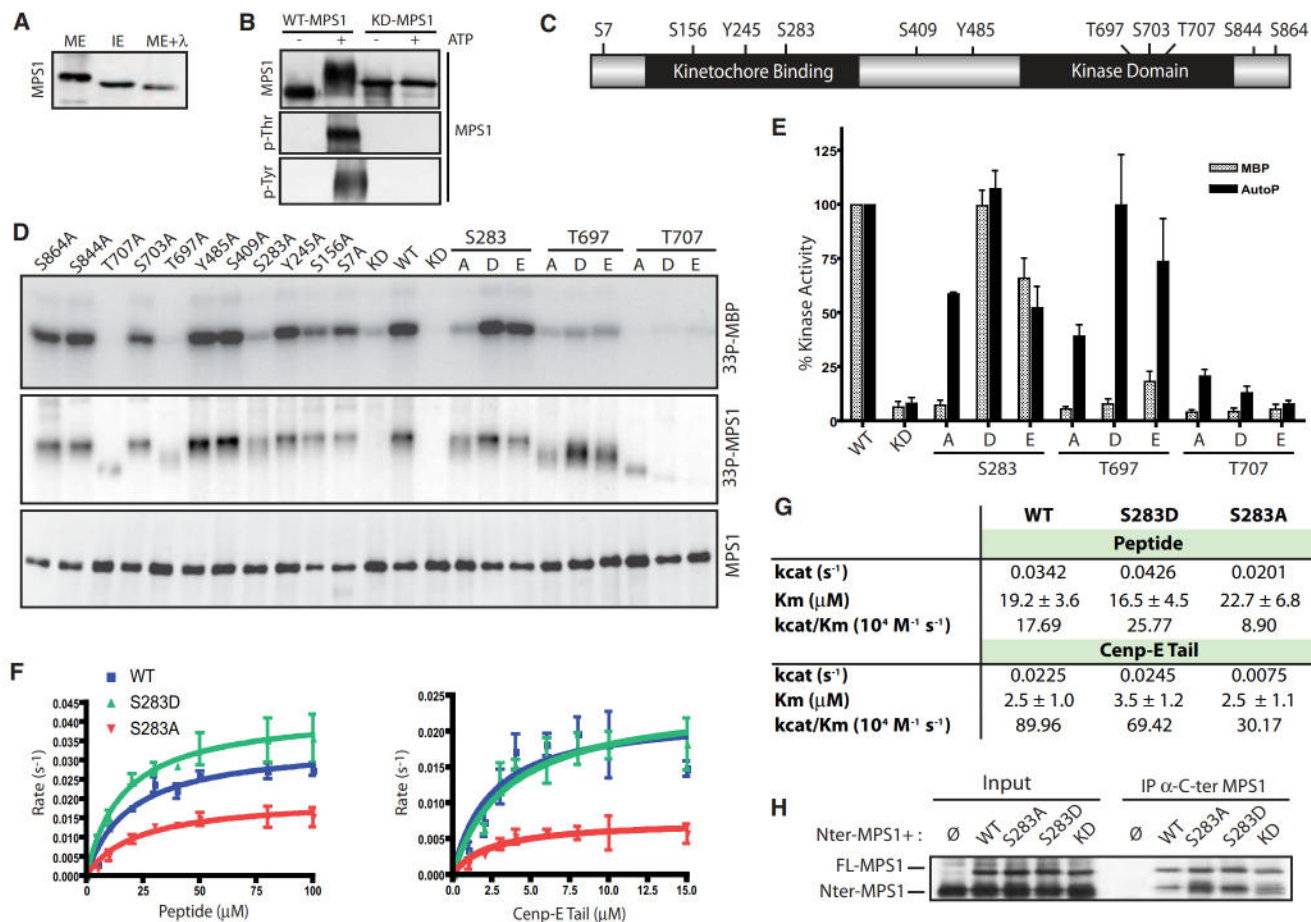 A
ME IE ME+λ
MPS1
B
WT-MPS1 KD-MPS1
- + - + ATP
MPS1
p-Thr
p-Tyr
MPS1
C
S7 S156 Y245 S283 S409 Y485 T697 S703 T707 S844 S864
Kinetochore Binding
Kinase Domain
D
S864A S844A T707A S703A T697A Y485A S409A S283A Y245A S156A S7A KD WT KD
S283 T697 T707
A D E A D E A D E
33P-MBP
33P-MPS1
MPS1
E
% Kinase Activity
125
100
75
50
25
0
MBP
AutoP
WT KD A D E A D E A D E
S283 T697 T707
F
WT
S283D
S283A
Rate (s⁻¹)
0.045
0.040
0.035
0.030
0.025
0.020
0.015
0.010
0.005
0.000
0 25 50 75 100
Peptide (μM)
Rate (s⁻¹)
0.025
0.020
0.015
0.010
0.005
0.000
0.0 2.5 5.0 7.5 10.0 12.5 15.0
Cenp-E Tail (μM)
G
WT S283D S283A
Peptide
kcat (s⁻¹) 0.0342 0.0426 0.0201
Km (μM) 19.2 ± 3.6 16.5 ± 4.5 22.7 ± 6.8
kcat/Km (10⁴ M⁻¹ s⁻¹) 17.69 25.77 8.90
Cenp-E Tail
kcat (s⁻¹) 0.0225 0.0245 0.0075
Km (μM) 2.5 ± 1.0 3.5 ± 1.2 2.5 ± 1.1
kcat/Km (10⁴ M⁻¹ s⁻¹) 89.96 69.42 30.17
H
Input IP α-C-ter MPS1
Nter-MPS1+ : Ø WT S283A S283D KD Ø WT S283A S283D KD
FL-MPS1
Nter-MPS1